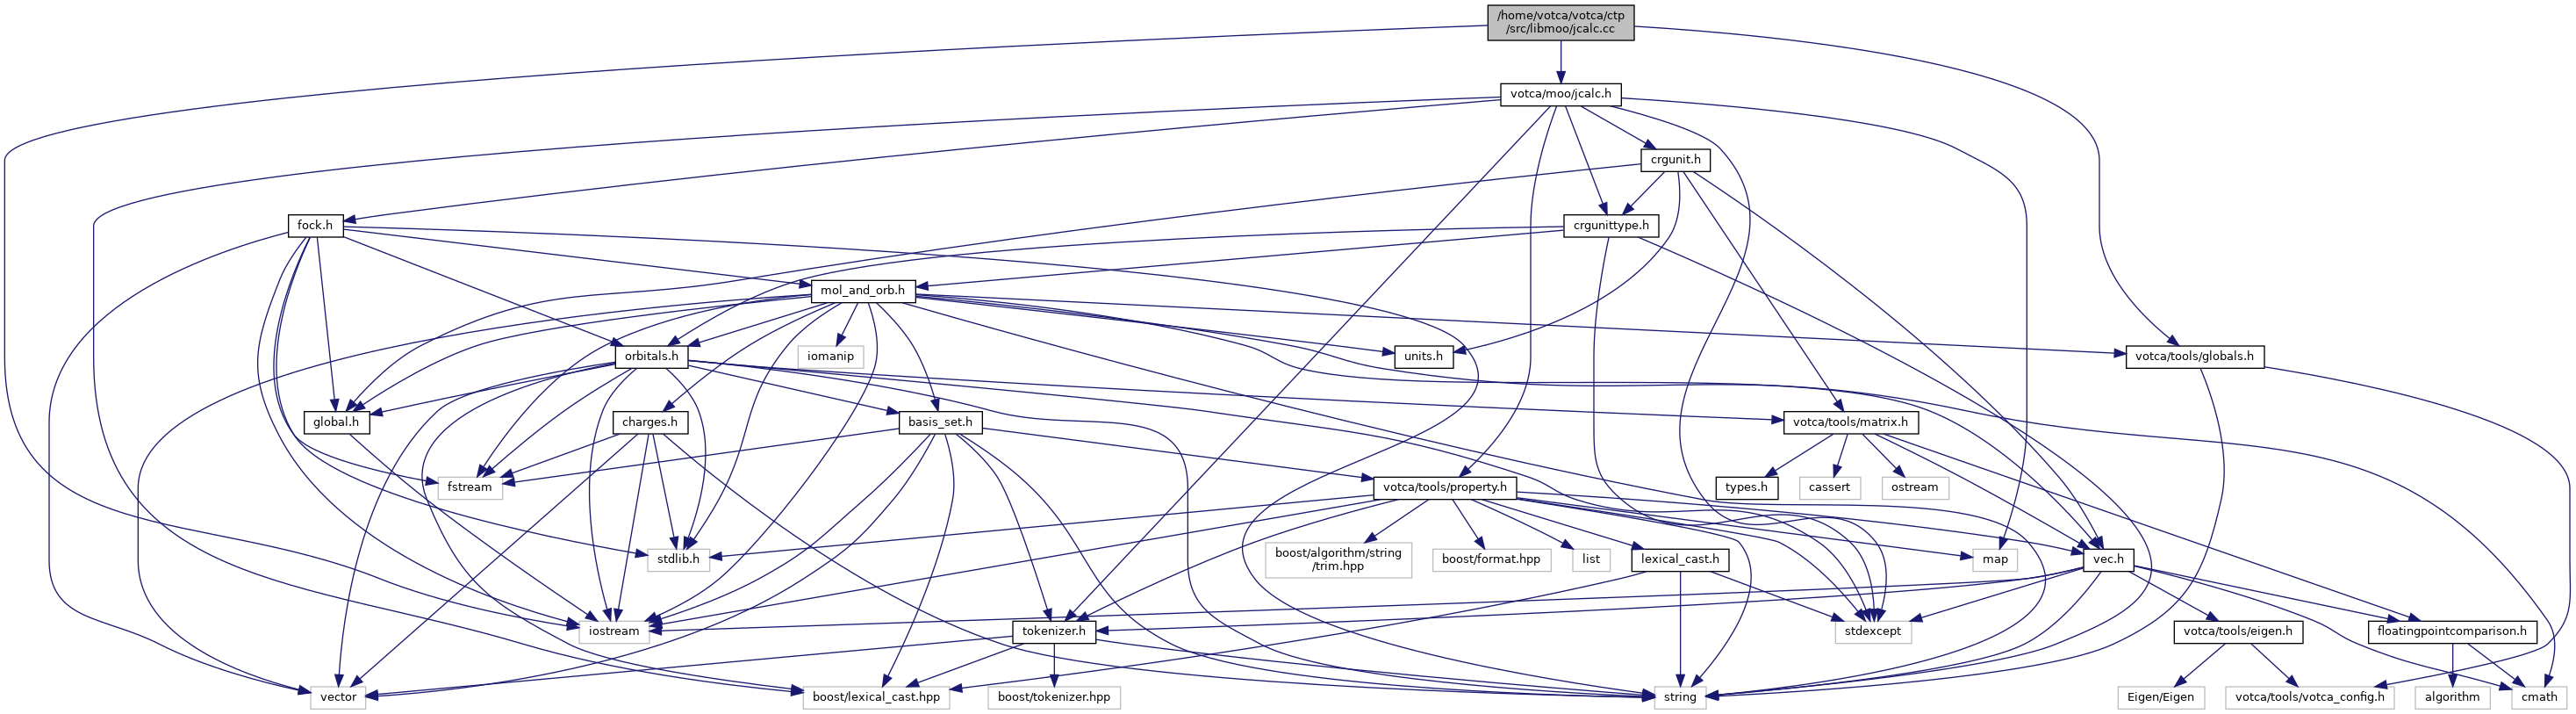 /home/votca/votca/ctp
/src/libmoo/jcalc.cc
votca/moo/jcalc.h
crgunit.h
fock.h
crgunittype.h
mol_and_orb.h
orbitals.h
iomanip
units.h
votca/tools/globals.h
global.h
charges.h
basis_set.h
votca/tools/matrix.h
fstream
votca/tools/property.h
types.h
cassert
ostream
stdlib.h
boost/algorithm/string
/trim.hpp
boost/format.hpp
list
lexical_cast.h
map
vec.h
iostream
tokenizer.h
stdexcept
votca/tools/eigen.h
floatingpointcomparison.h
vector
boost/lexical_cast.hpp
boost/tokenizer.hpp
string
Eigen/Eigen
votca/tools/votca_config.h
algorithm
cmath